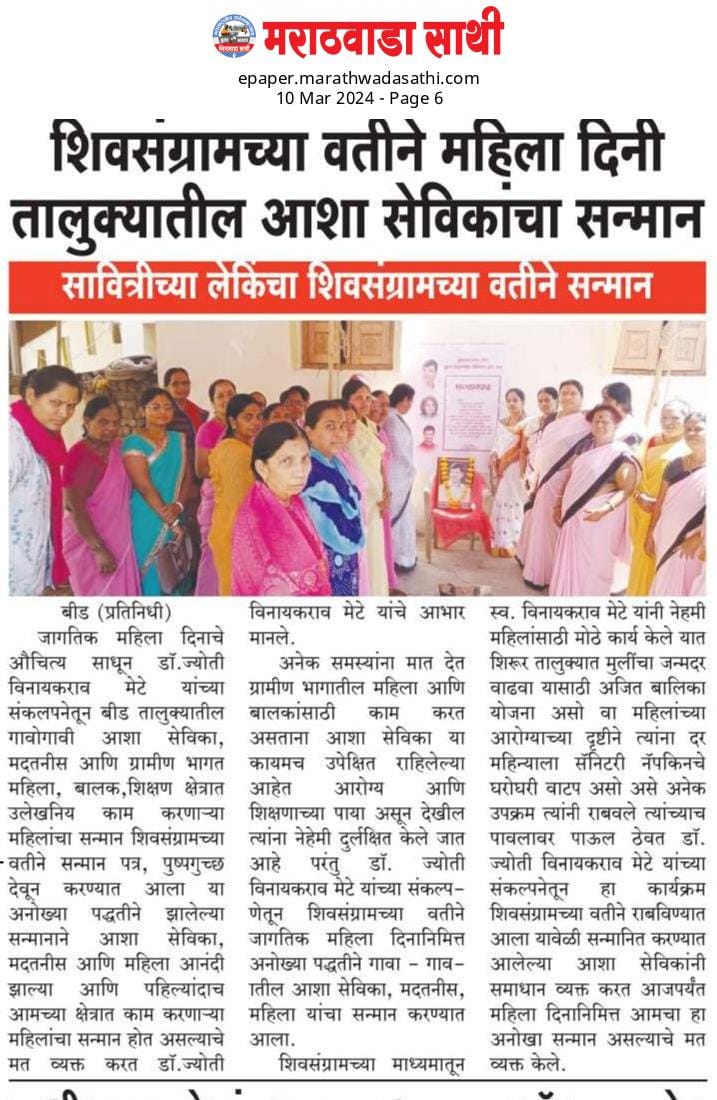 मराठवाडा साथी
epaper.marathwadasathi.com
10 Mar 2024 - Page 6
शिवसंग्रामच्या वतीने महिला दिनी
तालुक्यातील आशा सेविकांचा सन्मान
सावित्रीच्या लेकिंचा शिवसंग्रामच्या वतीने सन्मान
सन्मानपत्र
बीड (प्रतिनिधी)
जागतिक महिला दिनाचे
औचित्य साधून डॉ.ज्योती
विनायकराव मेटे यांच्या
संकलपनेतून बीड तालुक्यातील
गावोगावी आशा सेविका,
मदतनीस आणि ग्रामीण भागत
महिला, बालक,शिक्षण क्षेत्रात
उलेखनिय काम करणाऱ्या
महिलांचा सन्मान शिवसंग्रामच्या
वतीने सन्मान पत्र, पुष्पगुच्छ
देवून करण्यात आला या
अनोख्या पद्धतीने झालेल्या
सन्मानाने आशा सेविका,
मदतनीस आणि महिला आनंदी
झाल्या आणि पहिल्यांदाच
आमच्या क्षेत्रात काम करणाऱ्या
महिलांचा सन्मान होत असल्याचे
मत व्यक्त करत डॉ.ज्योती
विनायकराव मेटे यांचे आभार
मानले.
अनेक समस्यांना मात देत
ग्रामीण भागातील महिला आणि
बालकांसाठी काम करत
असताना आशा सेविका या
कायमच उपेक्षित राहिलेल्या
आहेत आरोग्य आणि
शिक्षणाच्या पाया असून देखील
त्यांना नेहेमी दुर्लक्षित केले जात
आहे परंतु डॉ. ज्योती
विनायकराव मेटे यांच्या संकल्प-
णेतून शिवसंग्रामच्या वतीने
जागतिक महिला दिनानिमित्त
अनोख्या पद्धतीने गावा - गाव-
ातील आशा सेविका, मदतनीस,
महिला यांचा सन्मान करण्यात
आला.
शिवसंग्रामच्या माध्यमातून
स्व. विनायकराव मेटे यांनी नेहमी
महिलांसाठी मोठे कार्य केले यात
शिरूर तालुक्यात मुलींचा जन्मदर
वाढवा यासाठी अजित बालिका
योजना असो वा महिलांच्या
आरोग्याच्या दृष्टीने त्यांना दर
महिन्याला सॅनिटरी नॅपकिनचे
घरोघरी वाटप असो असे अनेक
उपक्रम त्यांनी राबवले त्यांच्याच
पावलावर पाऊल ठेवत डॉ.
ज्योती विनायकराव मेटे यांच्या
संकल्पनेतून हा कार्यक्रम
शिवसंग्रामच्या वतीने राबविण्यात
आला यावेळी सन्मानित करण्यात
आलेल्या आशा सेविकांनी
समाधान व्यक्त करत आजपर्यंत
महिला दिनानिमित्त आमचा हा
अनोखा सन्मान असल्याचे मत
व्यक्त केले.